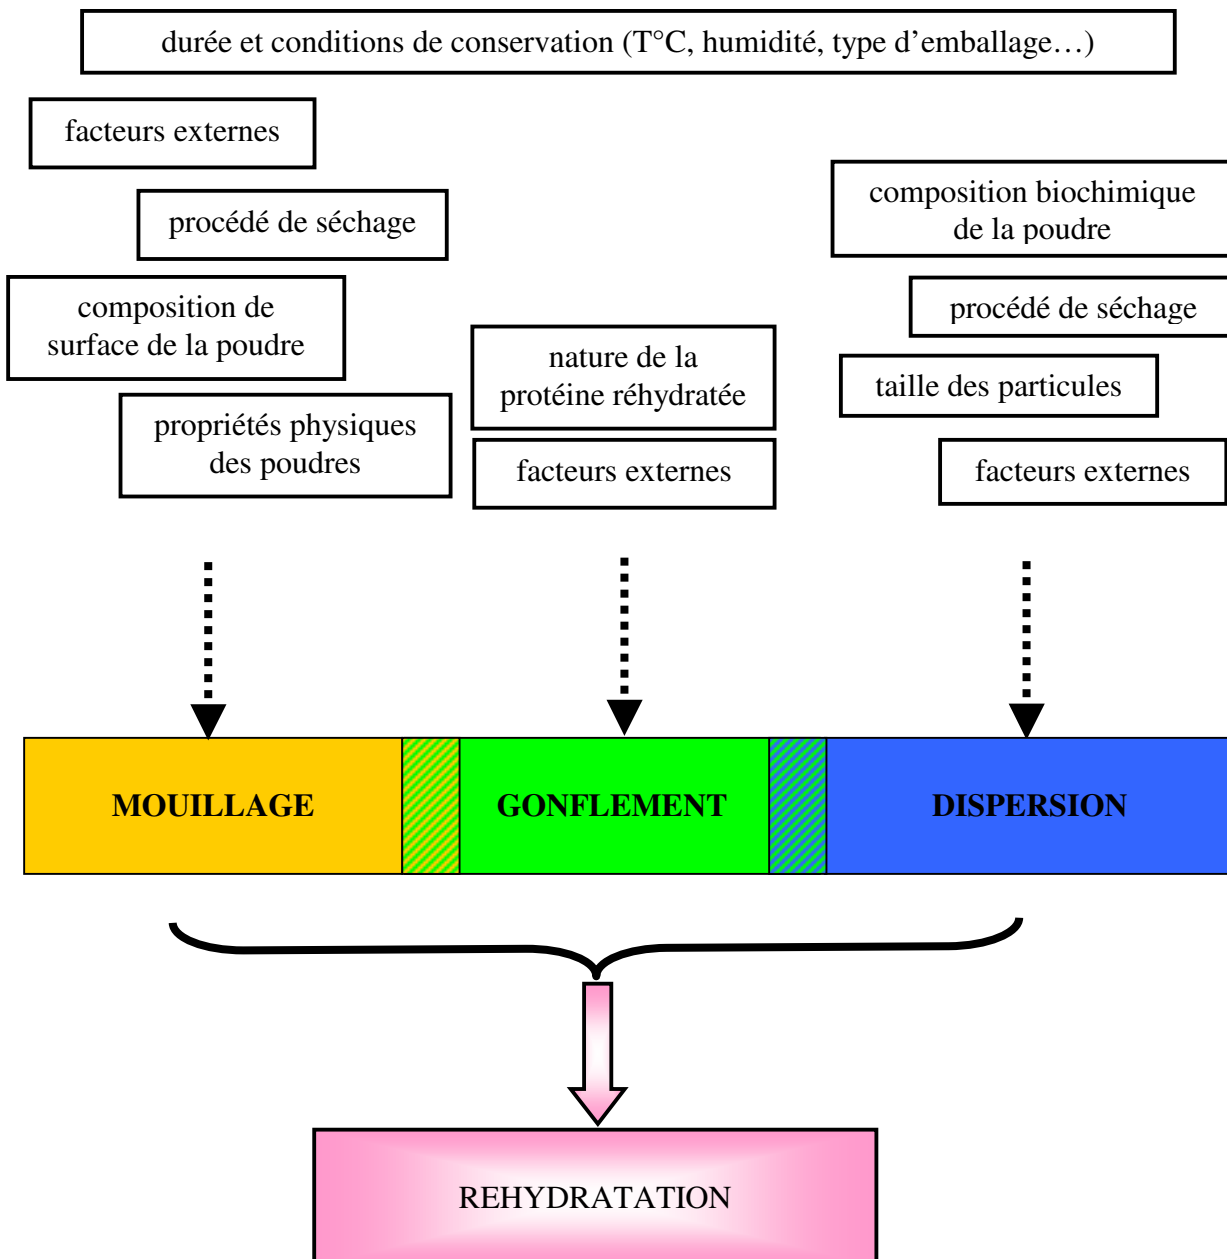 durée et conditions de conservation (T°C, humidité, type d’emballage…)
facteurs externes
procédé de séchage
composition de
surface de la poudre
propriétés physiques
des poudres
nature de la
protéine réhydratée
facteurs externes
composition biochimique
de la poudre
procédé de séchage
taille des particules
facteurs externes
MOUILLAGE
GONFLEMENT
DISPERSION
REHYDRATATION